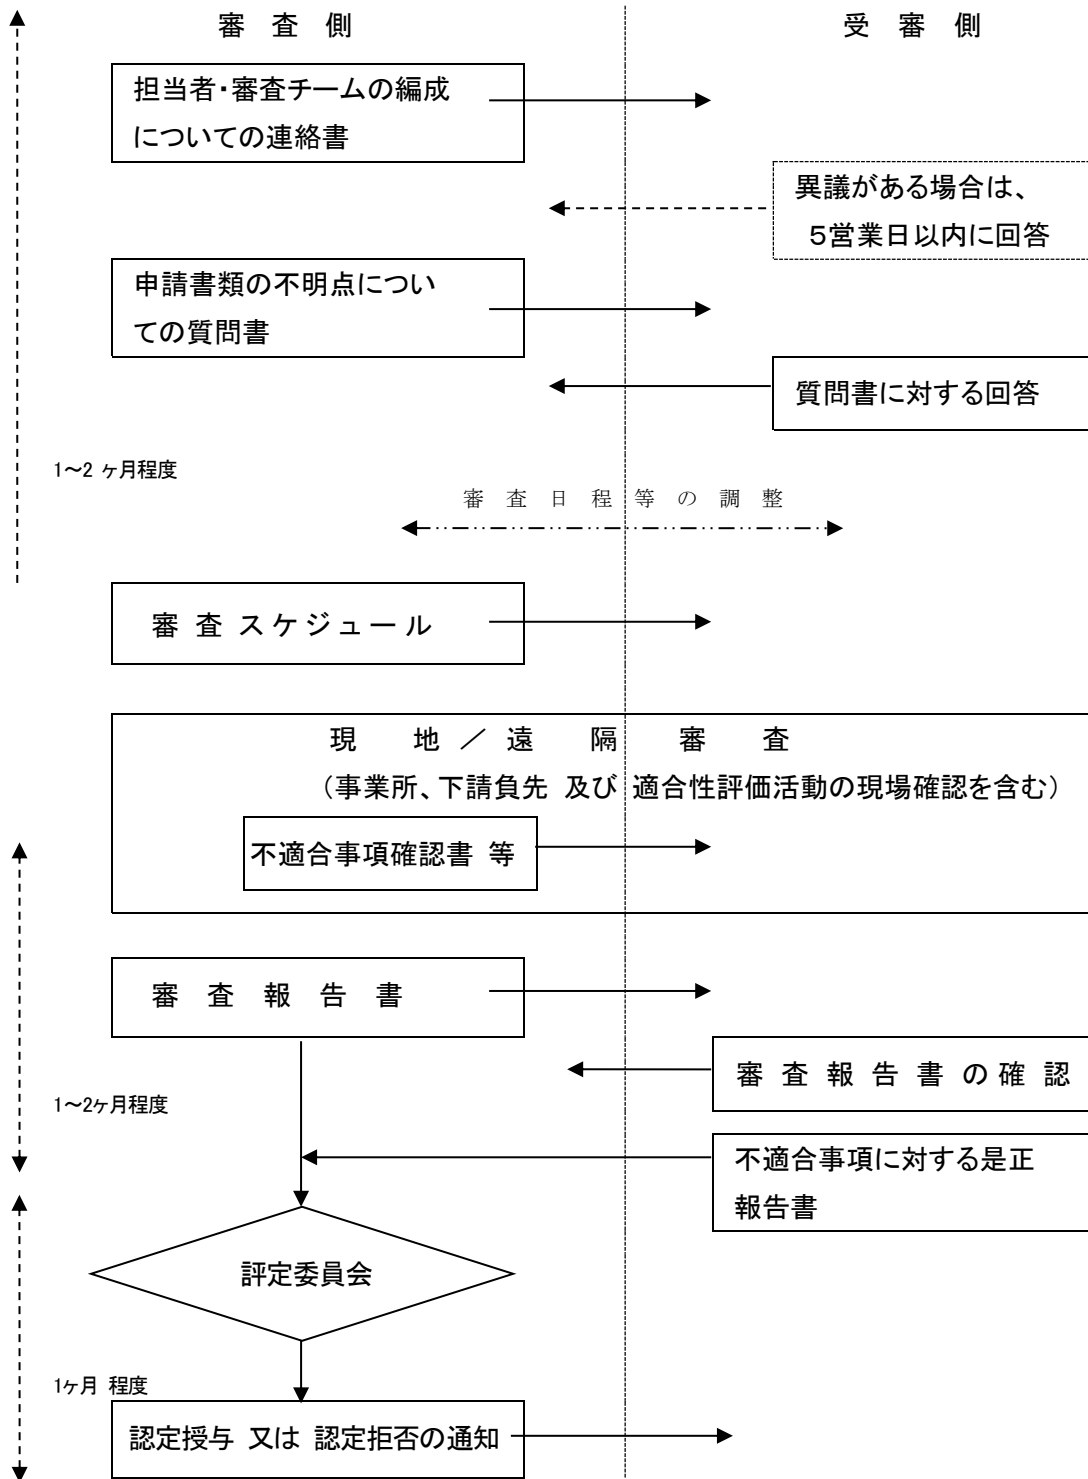 審 査 側
受 審 側
担当者・審査チームの編成
についての連絡書
異議がある場合は、
5営業日以内に回答
申請書類の不明点につい
ての質問書
質問書に対する回答
1～2 ヶ月程度
審 査 日 程 等 の 調 整
審 査 スケジュール
現 地 ／ 遠 隔 審 査
（事業所、下請負先 及び 適合性評価活動の現場確認を含む）
不適合事項確認書 等
審 査 報 告 書
審 査 報 告 書 の 確 認
1～2ヶ月程度
不適合事項に対する是正
報告書
評定委員会
1ヶ月 程度
認定授与 又は 認定拒否の通知